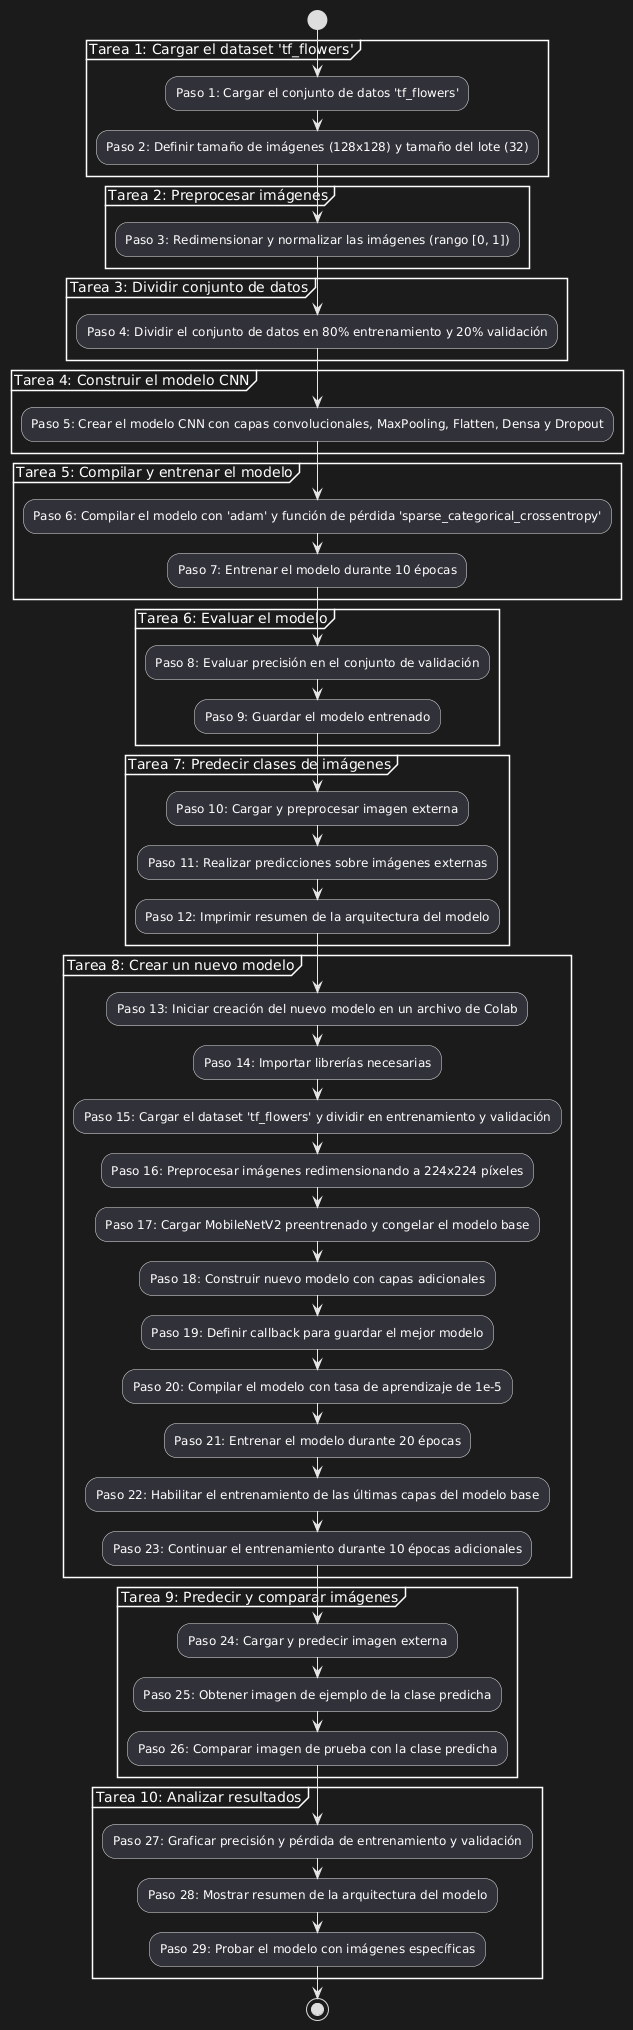 Tarea 1: Cargar el dataset 'tf_flowers'
Paso 1: Cargar el conjunto de datos 'tf_flowers'
Paso 2: Definir tamaño de imágenes (128x128) y tamaño del lote (32)
Tarea 2: Preprocesar imágenes
Paso 3: Redimensionar y normalizar las imágenes (rango [0, 1])
Tarea 3: Dividir conjunto de datos
Paso 4: Dividir el conjunto de datos en 80% entrenamiento y 20% validación
Tarea 4: Construir el modelo CNN
Paso 5: Crear el modelo CNN con capas convolucionales, MaxPooling, Flatten, Densa y Dropout
Tarea 5: Compilar y entrenar el modelo
Paso 6: Compilar el modelo con 'adam' y función de pérdida 'sparse_categorical_crossentropy'
Paso 7: Entrenar el modelo durante 10 épocas
Tarea 6: Evaluar el modelo
Paso 8: Evaluar precisión en el conjunto de validación
Paso 9: Guardar el modelo entrenado
Tarea 7: Predecir clases de imágenes
Paso 10: Cargar y preprocesar imagen externa
Paso 11: Realizar predicciones sobre imágenes externas
Paso 12: Imprimir resumen de la arquitectura del modelo
Tarea 8: Crear un nuevo modelo
Paso 13: Iniciar creación del nuevo modelo en un archivo de Colab
Paso 14: Importar librerías necesarias
Paso 15: Cargar el dataset 'tf_flowers' y dividir en entrenamiento y validación
Paso 16: Preprocesar imágenes redimensionando a 224x224 píxeles
Paso 17: Cargar MobileNetV2 preentrenado y congelar el modelo base
Paso 18: Construir nuevo modelo con capas adicionales
Paso 19: Definir callback para guardar el mejor modelo
Paso 20: Compilar el modelo con tasa de aprendizaje de 1e-5
Paso 21: Entrenar el modelo durante 20 épocas
Paso 22: Habilitar el entrenamiento de las últimas capas del modelo base
Paso 23: Continuar el entrenamiento durante 10 épocas adicionales
Tarea 9: Predecir y comparar imágenes
Paso 24: Cargar y predecir imagen externa
Paso 25: Obtener imagen de ejemplo de la clase predicha
Paso 26: Comparar imagen de prueba con la clase predicha
Tarea 10: Analizar resultados
Paso 27: Graficar precisión y pérdida de entrenamiento y validación
Paso 28: Mostrar resumen de la arquitectura del modelo
Paso 29: Probar el modelo con imágenes específicas